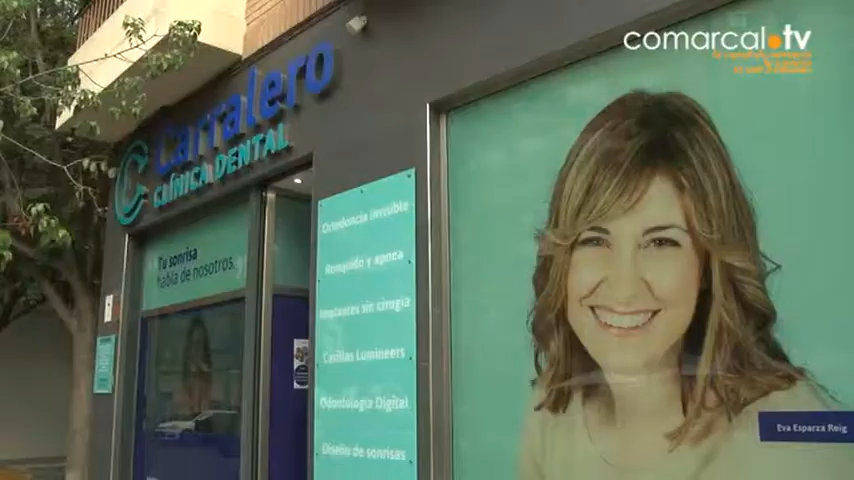 comarcal.tv
Carralero
CLÍNICA DENTAL
Tu sonrisa
habla de nosotros.
Ortodoncia invisible
Ronquido y apnea
Implantes sin cirugía
Carillas Lumineers
Odontología Digital
Diseño de sonrisas
Eva Esparza Roig